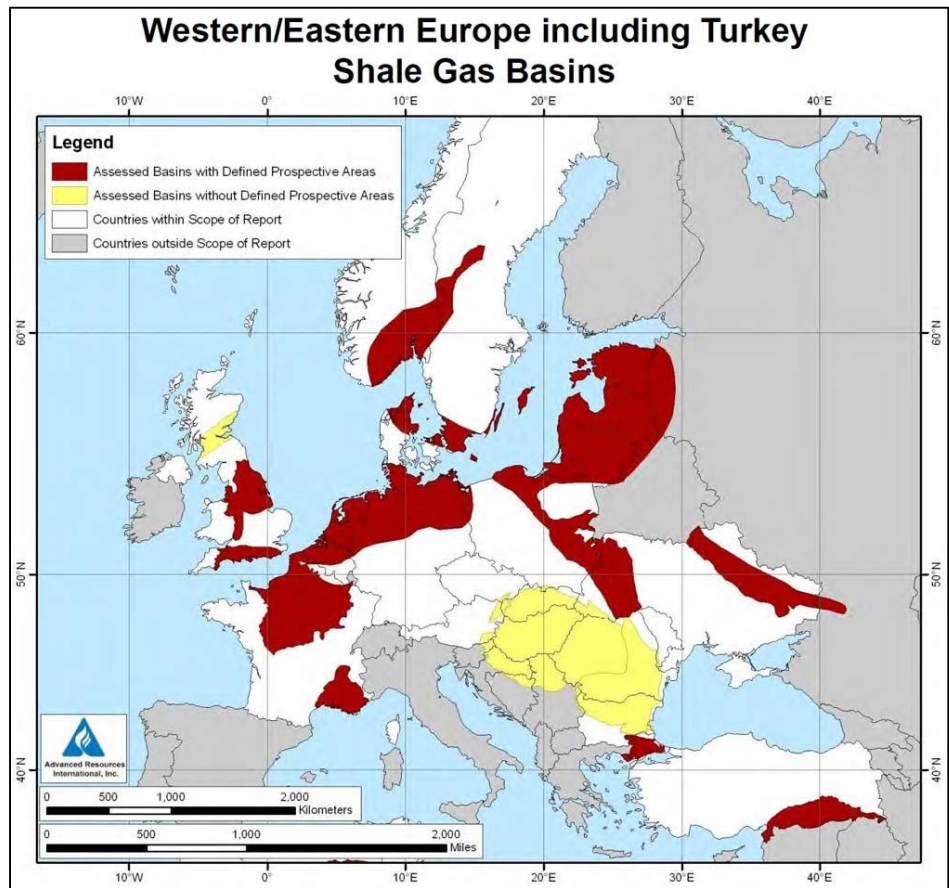 Western/Eastern Europe including Turkey
Shale Gas Basins
10°W 0° 10°E 20°E 30°E 40°E
Legend
Assessed Basins with Defined Prospective Areas
Assessed Basins without Defined Prospective Areas
Countries within Scope of Report
Countries outside Scope of Report
60°N 60°N
50°N 50°N
40°N 40°N
Advanced Resources
International, Inc.
0 500 1,000 2,000
Kilometers
0 500 1,000 2,000
Miles
10°W 0° 10°E 20°E 30°E 40°E